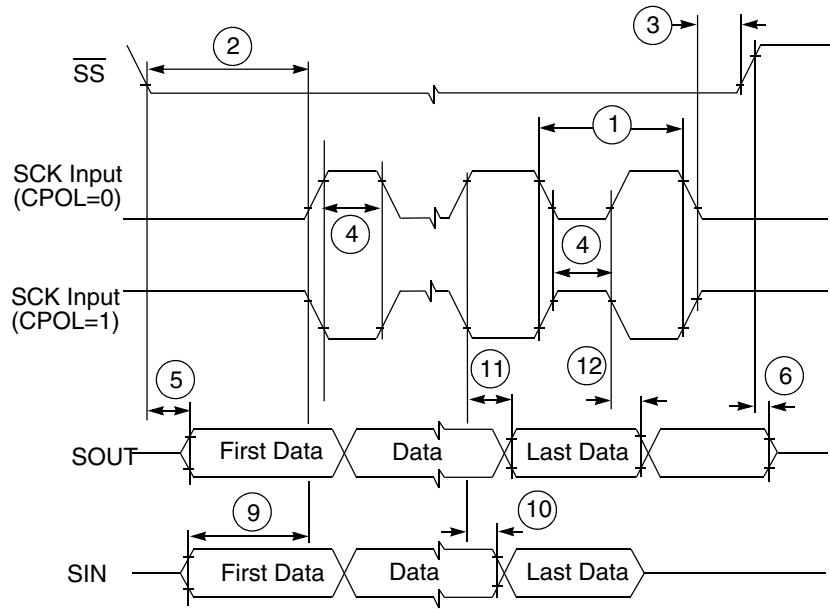 3
2
S̅S̅
1
SCK Input
(CPOL=0)
4
4
SCK Input
(CPOL=1)
5
11
12
6
SOUT
First Data
Data
Last Data
9
10
SIN
First Data
Data
Last Data